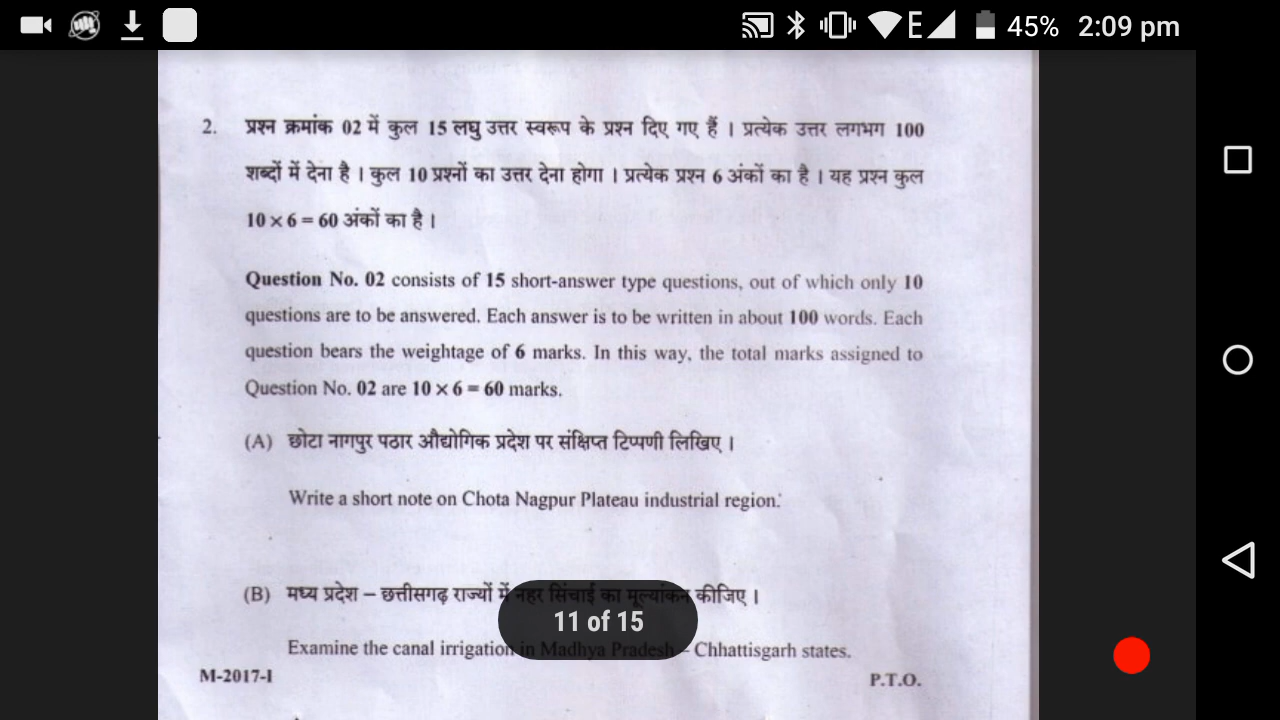 45% 2:09 pm
2. प्रश्न क्रमांक 02 में कुल 15 लघु उत्तर स्वरूप के प्रश्न दिए गए हैं । प्रत्येक उत्तर लगभग 100
शब्दों में देना है । कुल 10 प्रश्नों का उत्तर देना होगा । प्रत्येक प्रश्न 6 अंकों का है । यह प्रश्न कुल
10 × 6 = 60 अंकों का है ।
Question No. 02 consists of 15 short-answer type questions, out of which only 10
questions are to be answered. Each answer is to be written in about 100 words. Each
question bears the weightage of 6 marks. In this way, the total marks assigned to
Question No. 02 are 10 × 6 = 60 marks.
(A) छोटा नागपुर पठार औद्योगिक प्रदेश पर संक्षिप्त टिप्पणी लिखिए ।
Write a short note on Chota Nagpur Plateau industrial region.
(B) मध्य प्रदेश – छत्तीसगढ़ राज्यों में नहर सिंचाई का मूल्यांकन कीजिए ।
11 of 15
Examine the canal irrigation in Madhya Pradesh – Chhattisgarh states.
M-2017-I P.T.O.